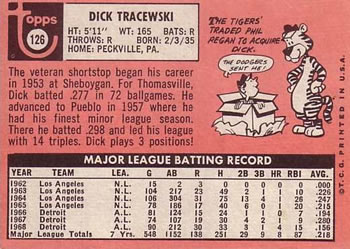 Topps
126
DICK TRACEWSKI
HT: 5'11" WT: 165 BATS: R
THROWS: R BORN: 2/3/35
HOME: PECKVILLE, PA.
The veteran shortstop began his career
in 1953 at Sheboygan. For Thomasville,
Dick batted .277 in 72 ballgames. He
advanced to Pueblo in 1957 where he
had his finest minor league season.
There he batted .298 and led his league
with 14 triples. Dick plays 3 positions!
THE TIGERS'
TRADED PHIL
REGAN TO ACQUIRE
DICK.
THE DODGERS
SENT ME!
MAJOR LEAGUE BATTING RECORD
YEAR TEAM LEA. G AB R H 2B 3B HR RBI AVG.
1962 Los Angeles N.L. 15 2 3 0 0 0 0 0 .000
1963 Los Angeles N.L. 104 217 23 49 2 1 1 10 .226
1964 Los Angeles N.L. 106 304 31 75 13 4 1 26 .247
1965 Los Angeles N.L. 78 186 17 40 6 0 1 20 .215
1966 Detroit A.L. 81 124 15 24 1 1 0 7 .194
1967 Detroit A.L. 74 107 19 30 4 2 1 9 .280
1968 Detroit A.L. 90 212 30 33 3 1 4 15 .156
Major League Totals 7 Yrs. 548 1152 138 251 29 9 8 87 .218
© T.C.G. PRINTED IN U.S.A.